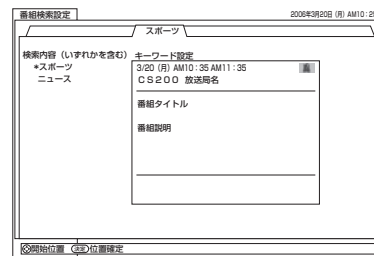 番組検索設定 2006年3月20日 (月) AM10:25
スポーツ
検索内容（いずれかを含む） キーワード設定
*スポーツ
ニュース
3/20 (月) AM10:35 AM11:35
ＣＳ２００ 放送局名
番組タイトル
番組説明
開始位置 決定 位置確定